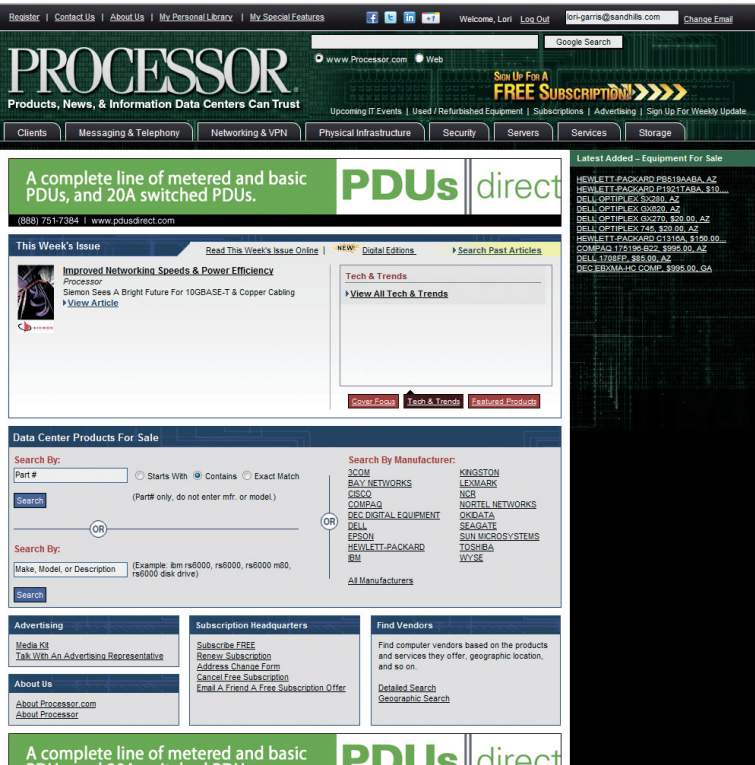 Register | Contact Us | About Us | My Personal Library | My Special Features
f t in +1 Welcome, Lori Log Out lori-garris@sandhills.com Change Email
PROCESSOR
Products, News, & Information Data Centers Can Trust
Google Search
www.Processor.com Web
SIGN UP FOR A
FREE SUBSCRIPTION!
Upcoming IT Events | Used / Refurbished Equipment | Subscriptions | Advertising | Sign Up For Weekly Update
Clients Messaging & Telephony Networking & VPN Physical Infrastructure Security Servers Services Storage
A complete line of metered and basic
PDUs, and 20A switched PDUs.
PDUs direct
(888) 751-7384 | www.pdusdirect.com
Latest Added – Equipment For Sale
HEWLETT-PACKARD PB519AABA, AZ
HEWLETT-PACKARD P1921TABA, $10....
DELL OPTIPLEX SX280, AZ
DELL OPTIPLEX GX620, AZ
DELL OPTIPLEX GX270, $20.00, AZ
DELL OPTIPLEX 745, $20.00, AZ
HEWLETT-PACKARD C1316A, $150.00...
COMPAQ 175196-B22, $995.00, AZ
DELL 1708FP, $85.00, AZ
DEC EBXMA-HC COMP, $995.00, GA
This Week's Issue
Read This Week's Issue Online | NEW! Digital Editions Search Past Articles
Improved Networking Speeds & Power Efficiency
Processor
Siemon Sees A Bright Future For 10GBASE-T & Copper Cabling
View Article
SIEMON
Tech & Trends
View All Tech & Trends
Cover Focus Tech & Trends Featured Products
Data Center Products For Sale
Search By:
Part #
Starts With Contains Exact Match
Search
(Part# only, do not enter mfr. or model.)
OR
Search By:
Make, Model, or Description
(Example: ibm rs6000, rs6000, rs6000 m80,
rs6000 disk drive)
Search
OR
Search By Manufacturer:
3COM
BAY NETWORKS
CISCO
COMPAQ
DEC DIGITAL EQUIPMENT
DELL
EPSON
HEWLETT-PACKARD
IBM
KINGSTON
LEXMARK
NCR
NORTEL NETWORKS
OKIDATA
SEAGATE
SUN MICROSYSTEMS
TOSHIBA
WYSE
All Manufacturers
Advertising
Media Kit
Talk With An Advertising Representative
About Us
About Processor.com
About Processor
Subscription Headquarters
Subscribe FREE
Renew Subscription
Address Change Form
Cancel Free Subscription
Email A Friend A Free Subscription Offer
Find Vendors
Find computer vendors based on the products
and services they offer, geographic location,
and so on.
Detailed Search
Geographic Search
A complete line of metered and basic
PDUs, and 20A switched PDUs.
PDUs direct